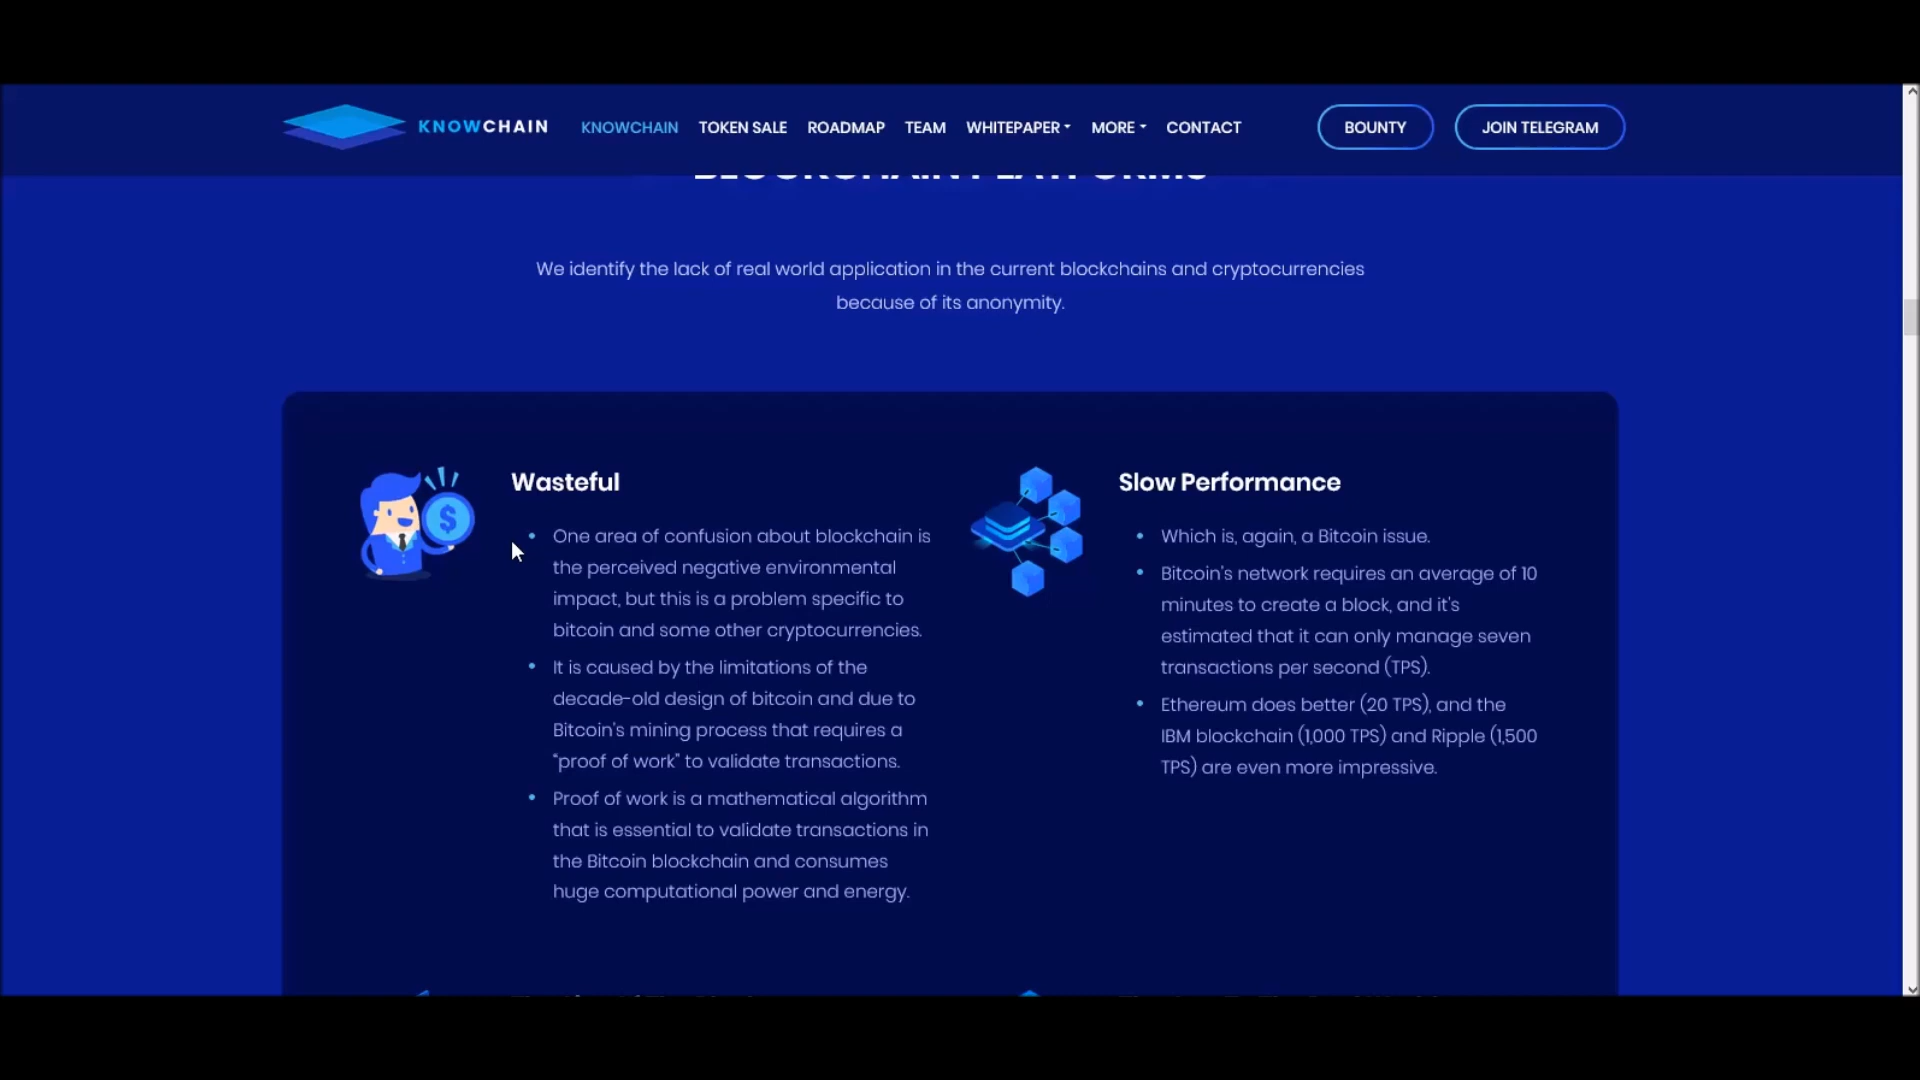 KNOWCHAIN KNOWCHAIN TOKEN SALE ROADMAP TEAM WHITEPAPER MORE CONTACT BOUNTY JOIN TELEGRAM
BLOCKCHAIN PLATFORMS
We identify the lack of real world application in the current blockchains and cryptocurrencies
because of its anonymity.
$
Wasteful
• One area of confusion about blockchain is
the perceived negative environmental
impact, but this is a problem specific to
bitcoin and some other cryptocurrencies.
• It is caused by the limitations of the
decade-old design of bitcoin and due to
Bitcoin's mining process that requires a
“proof of work” to validate transactions.
• Proof of work is a mathematical algorithm
that is essential to validate transactions in
the Bitcoin blockchain and consumes
huge computational power and energy.
Slow Performance
• Which is, again, a Bitcoin issue.
• Bitcoin's network requires an average of 10
minutes to create a block, and it's
estimated that it can only manage seven
transactions per second (TPS).
• Ethereum does better (20 TPS), and the
IBM blockchain (1,000 TPS) and Ripple (1,500
TPS) are even more impressive.